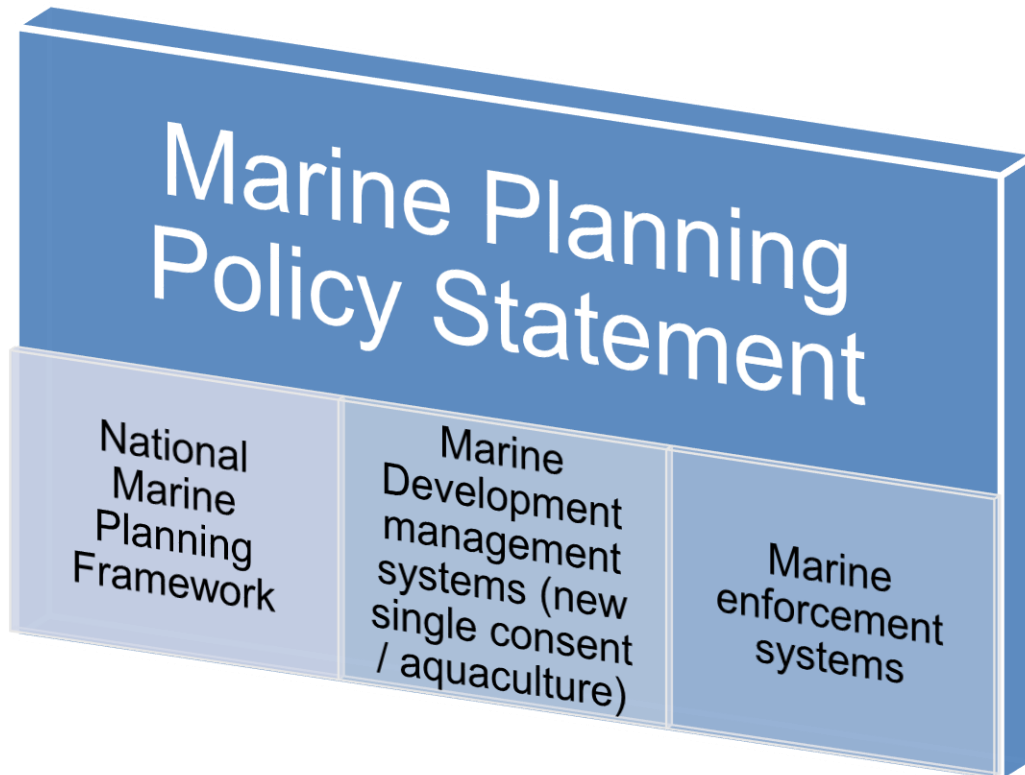 Marine Planning
Policy Statement
National
Marine
Planning
Framework
Marine
Development
management
systems (new
single consent
/ aquaculture)
Marine
enforcement
systems